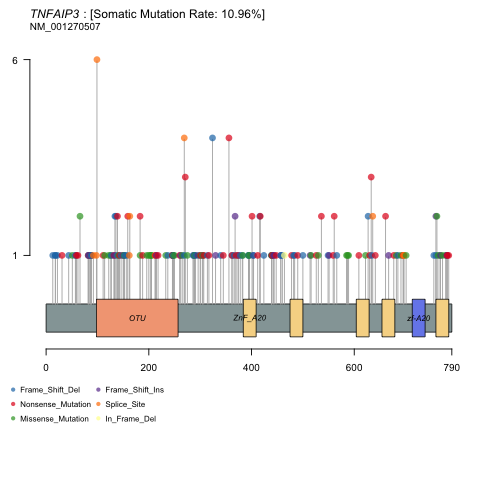 TNFAIP3 : [Somatic Mutation Rate: 10.96%]
NM_001270507
6
1
OTU
ZnF_A20
zf-A20
0 200 400 600 790
Frame_Shift_Del Frame_Shift_Ins
Nonsense_Mutation Splice_Site
Missense_Mutation In_Frame_Del